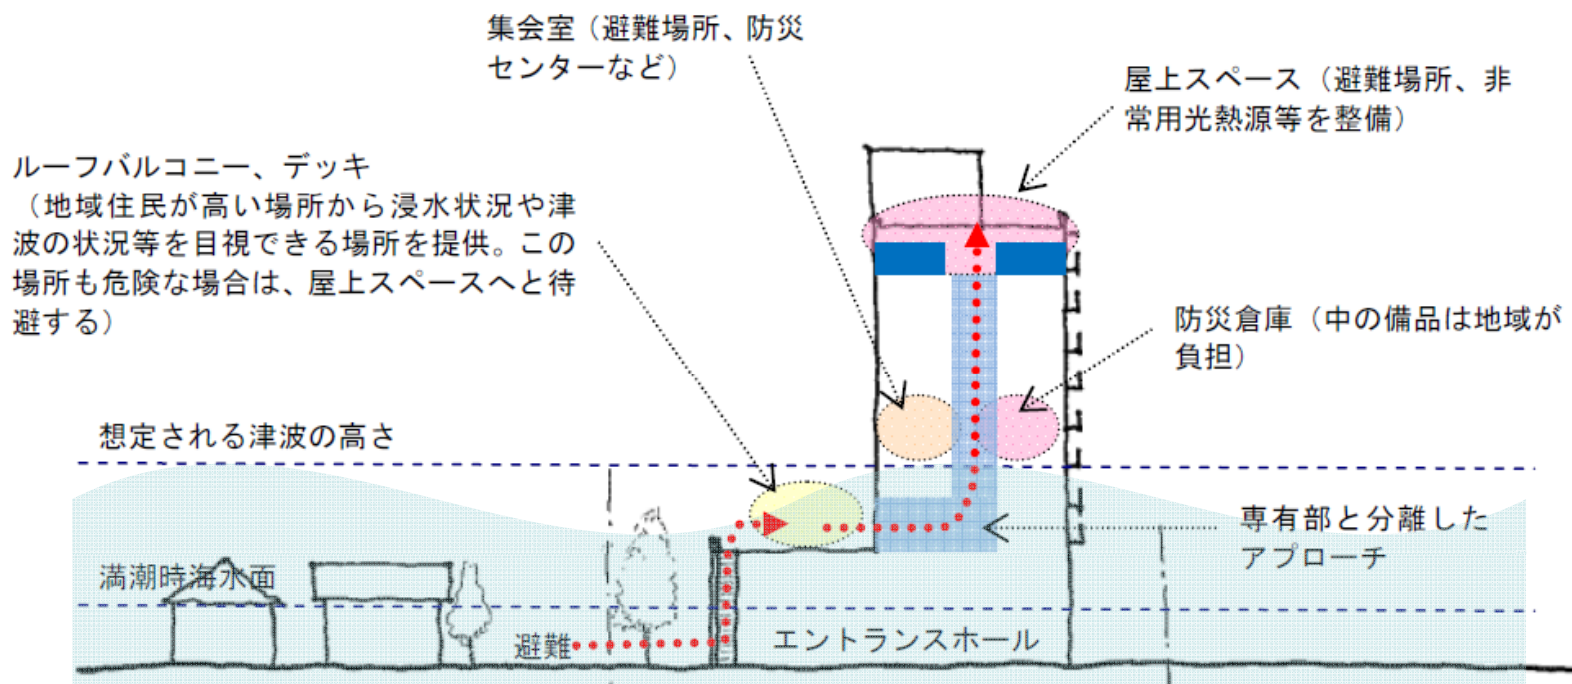 集会室（避難場所、防災
センターなど）
屋上スペース（避難場所、非
常用光熱源等を整備）
ルーフバルコニー、デッキ
（地域住民が高い場所から浸水状況や津
波の状況等を目視できる場所を提供。この
場所も危険な場合は、屋上スペースへと待
避する）
防災倉庫（中の備品は地域が
負担）
想定される津波の高さ
専有部と分離した
アプローチ
満潮時海水面
避難
エントランスホール